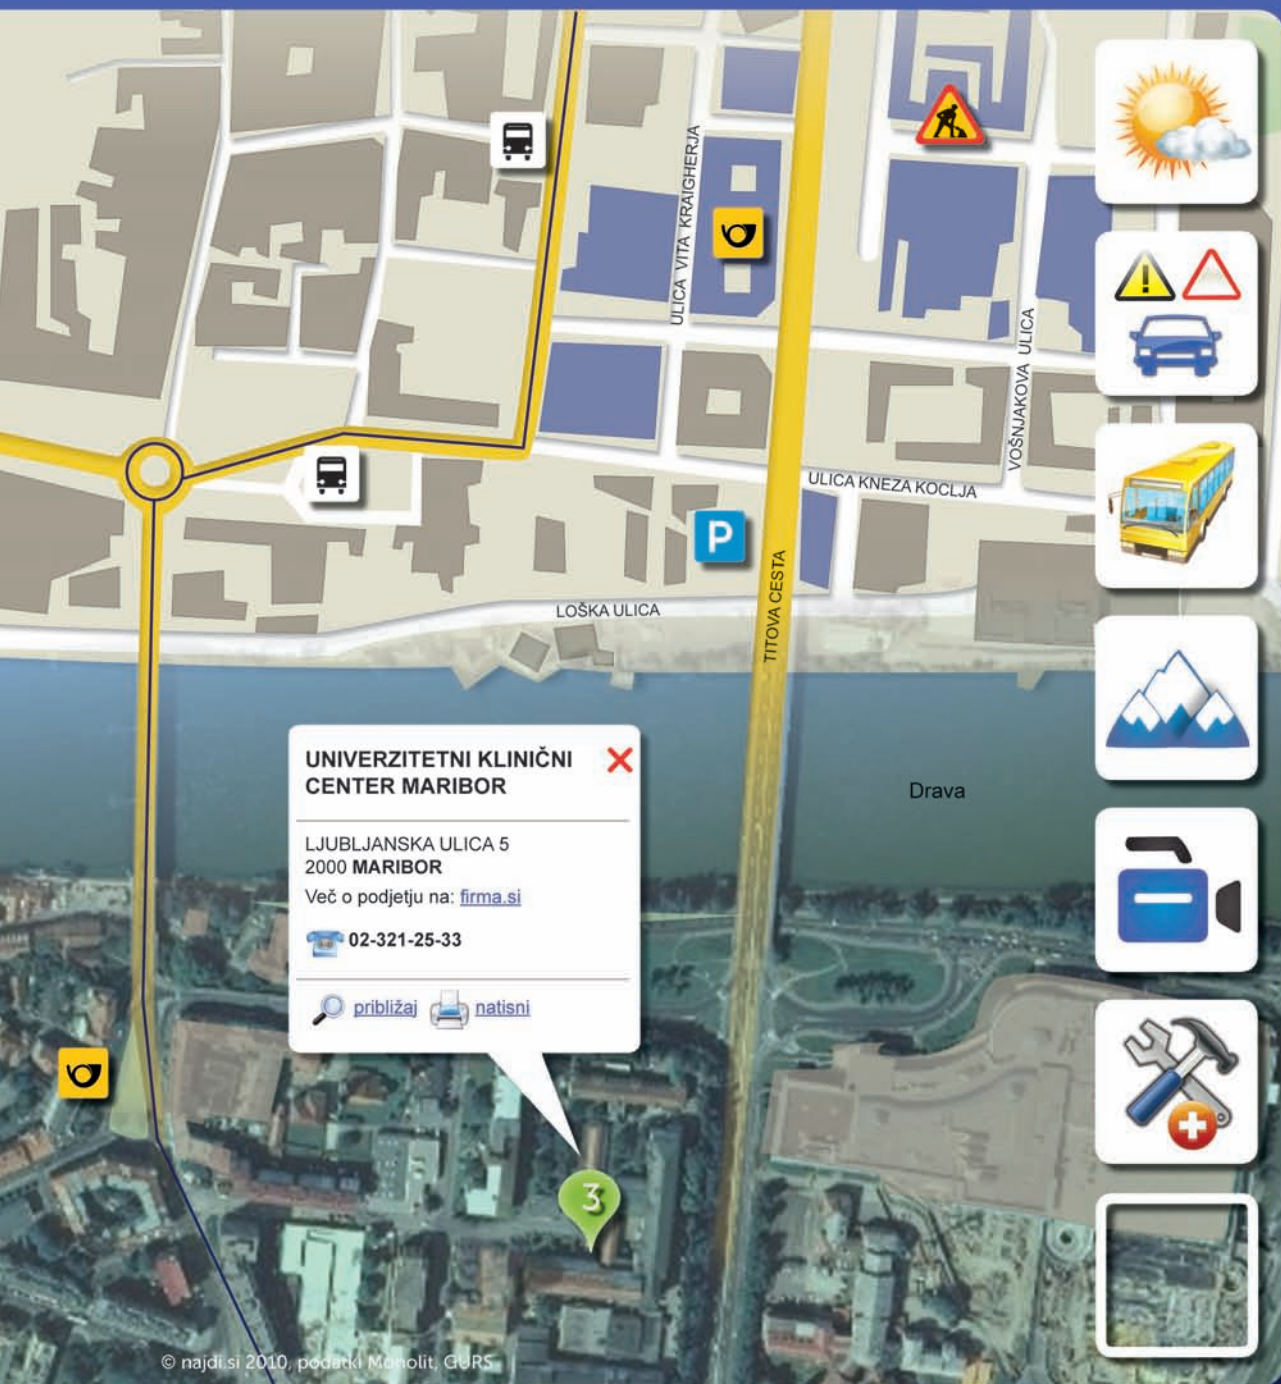 ULICA VITA KRAIGHERJA
VOŠNJAKOVA ULICA
ULICA KNEZA KOCLJA
P
TITOVA CESTA
LOŠKA ULICA
UNIVERZITETNI KLINIČNI
CENTER MARIBOR
LJUBLJANSKA ULICA 5
2000 MARIBOR
Več o podjetju na: firma.si
02-321-25-33
približaj natisni
Drava
3
© najdi.si 2010, podatki Monolit, GURS